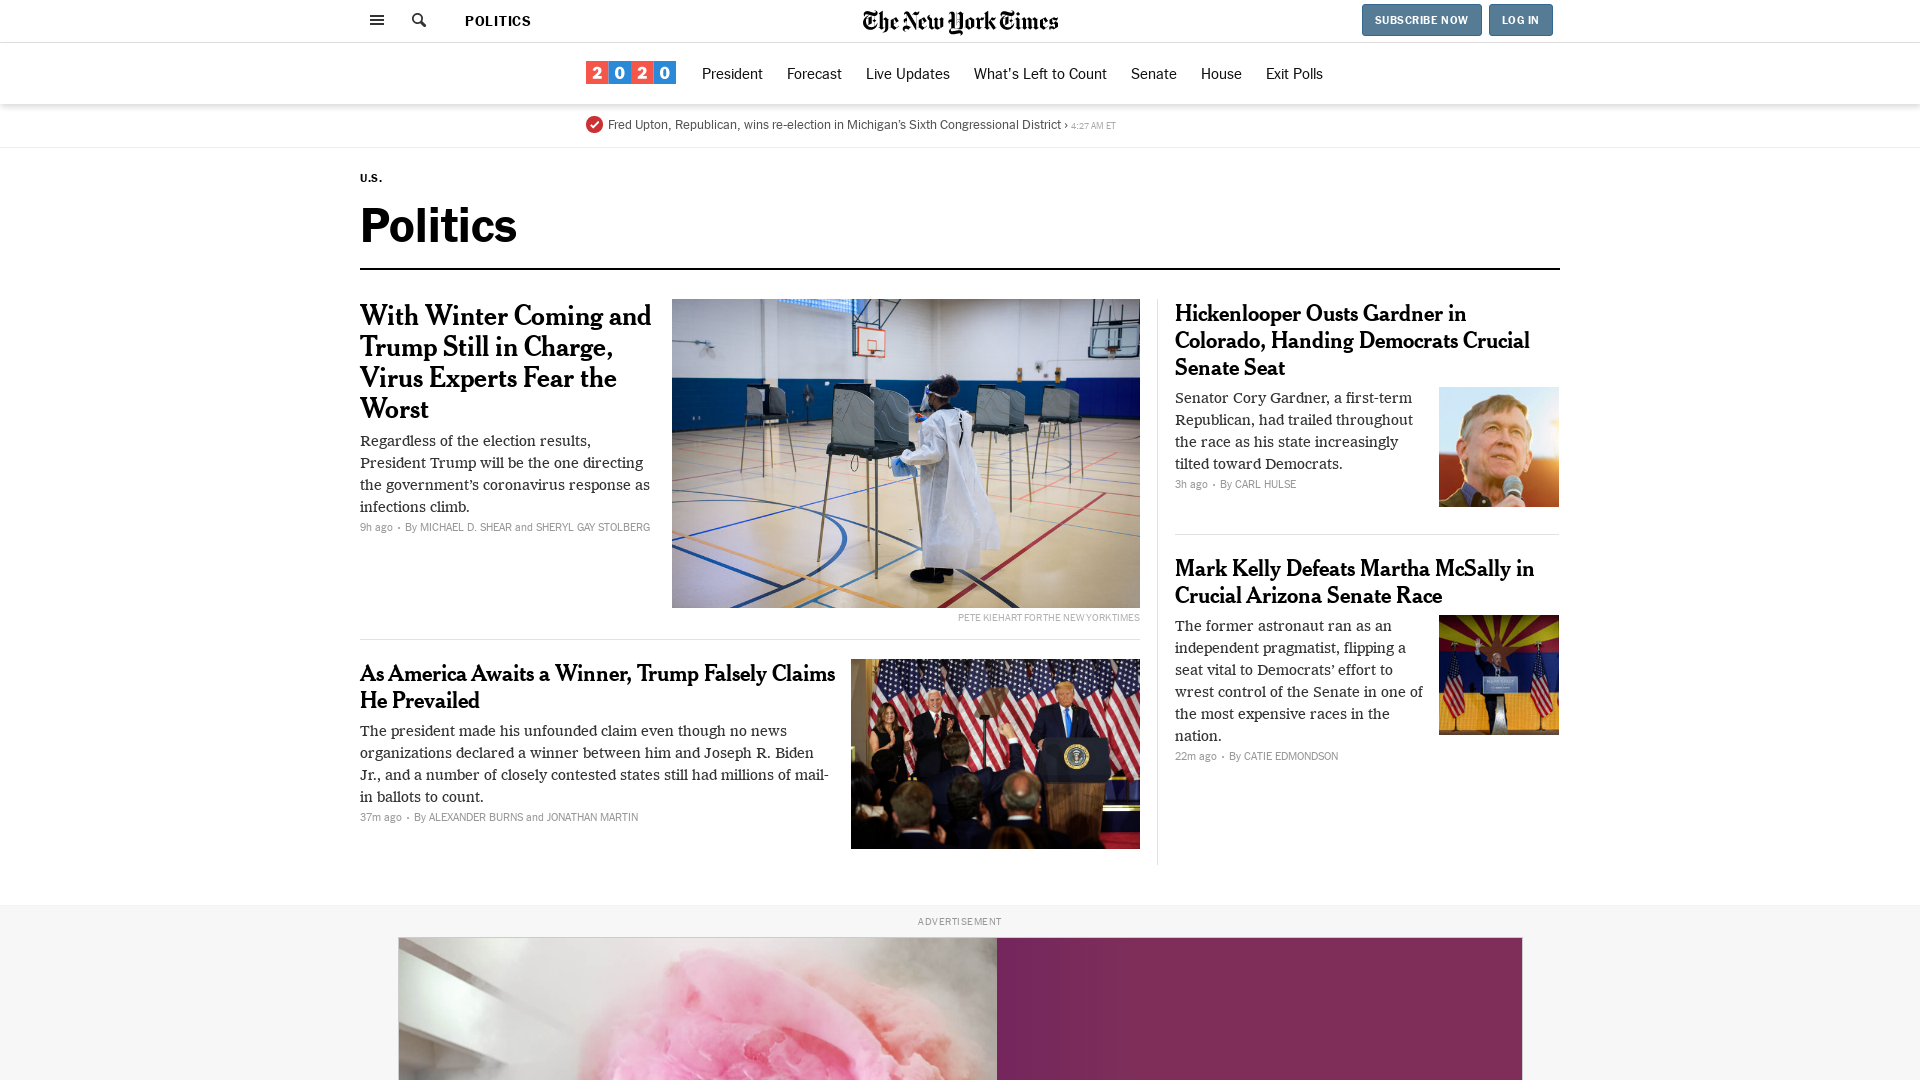 POLITICS
The New York Times
SUBSCRIBE NOW
LOG IN
2020
President
Forecast
Live Updates
What's Left to Count
Senate
House
Exit Polls
Fred Upton, Republican, wins re-election in Michigan’s Sixth Congressional District › 4:27 AM ET
U.S.
Politics
With Winter Coming and
Trump Still in Charge,
Virus Experts Fear the
Worst
Regardless of the election results,
President Trump will be the one directing
the government’s coronavirus response as
infections climb.
9h ago • By MICHAEL D. SHEAR and SHERYL GAY STOLBERG
PETE KIEHART FOR THE NEW YORK TIMES
As America Awaits a Winner, Trump Falsely Claims
He Prevailed
The president made his unfounded claim even though no news
organizations declared a winner between him and Joseph R. Biden
Jr., and a number of closely contested states still had millions of mail-
in ballots to count.
37m ago • By ALEXANDER BURNS and JONATHAN MARTIN
Hickenlooper Ousts Gardner in
Colorado, Handing Democrats Crucial
Senate Seat
Senator Cory Gardner, a first-term
Republican, had trailed throughout
the race as his state increasingly
tilted toward Democrats.
3h ago • By CARL HULSE
Mark Kelly Defeats Martha McSally in
Crucial Arizona Senate Race
The former astronaut ran as an
independent pragmatist, flipping a
seat vital to Democrats’ effort to
wrest control of the Senate in one of
the most expensive races in the
nation.
22m ago • By CATIE EDMONDSON
ADVERTISEMENT